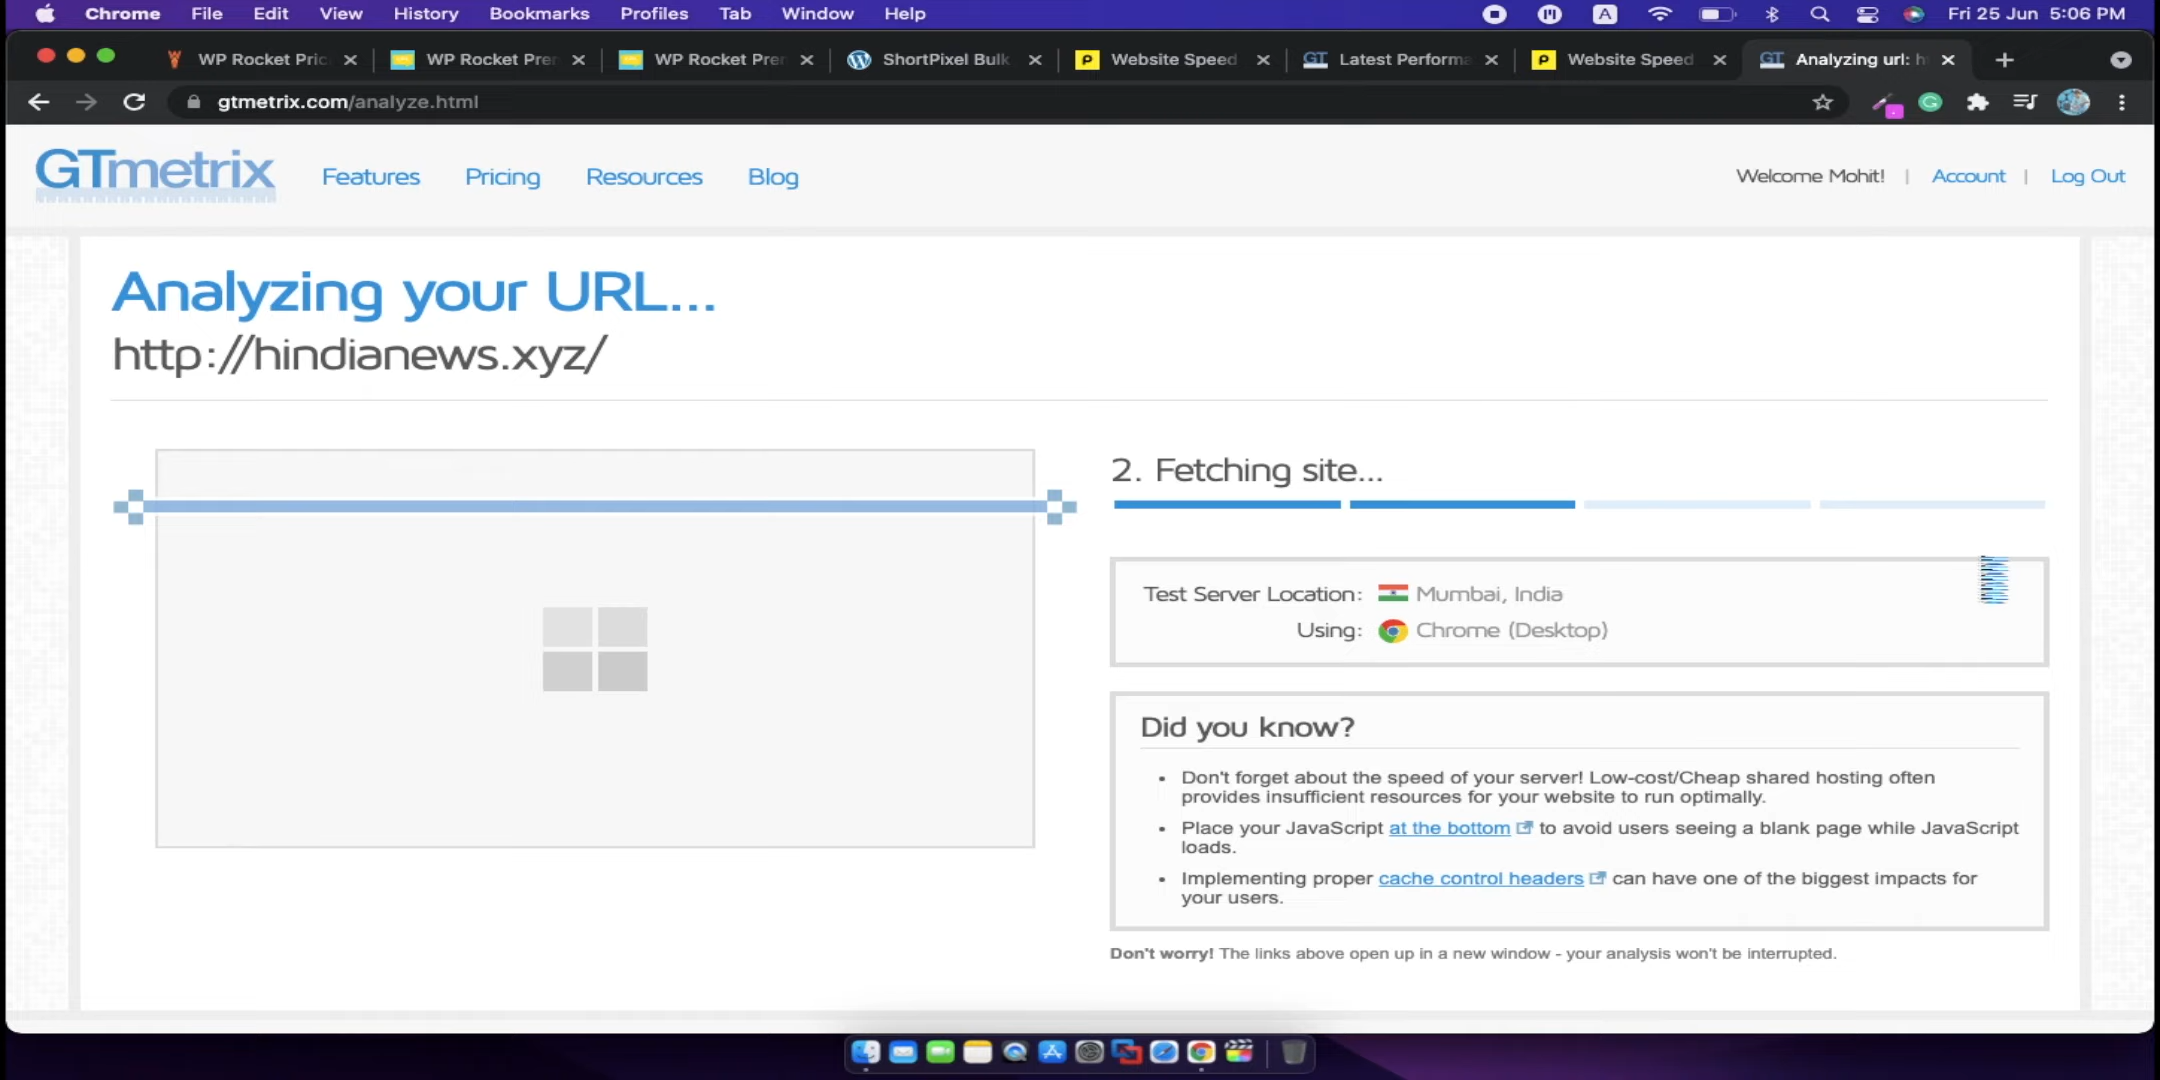 Chrome File Edit View History Bookmarks Profiles Tab Window Help A Fri 25 Jun 5:06 PM
WP Rocket Pric WP Rocket Prer WP Rocket Prer ShortPixel Bulk Website Speed Latest Performa Website Speed Analyzing url: h
gtmetrix.com/analyze.html
GTmetrix Features Pricing Resources Blog Welcome Mohit! | Account | Log Out
Analyzing your URL...
http://hindianews.xyz/
2. Fetching site...
Test Server Location: Mumbai, India
Using: Chrome (Desktop)
Did you know?
• Don't forget about the speed of your server! Low-cost/Cheap shared hosting often
provides insufficient resources for your website to run optimally.
• Place your JavaScript at the bottom to avoid users seeing a blank page while JavaScript
loads.
• Implementing proper cache control headers can have one of the biggest impacts for
your users.
Don't worry! The links above open up in a new window - your analysis won't be interrupted.